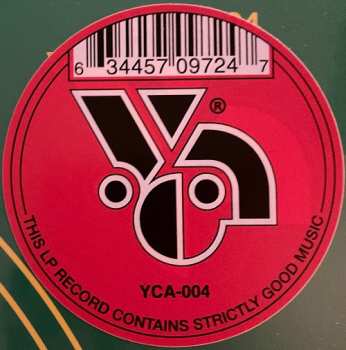 6 34457 09724 7
®
YCA-004
THIS LP RECORD CONTAINS STRICTLY GOOD MUSIC